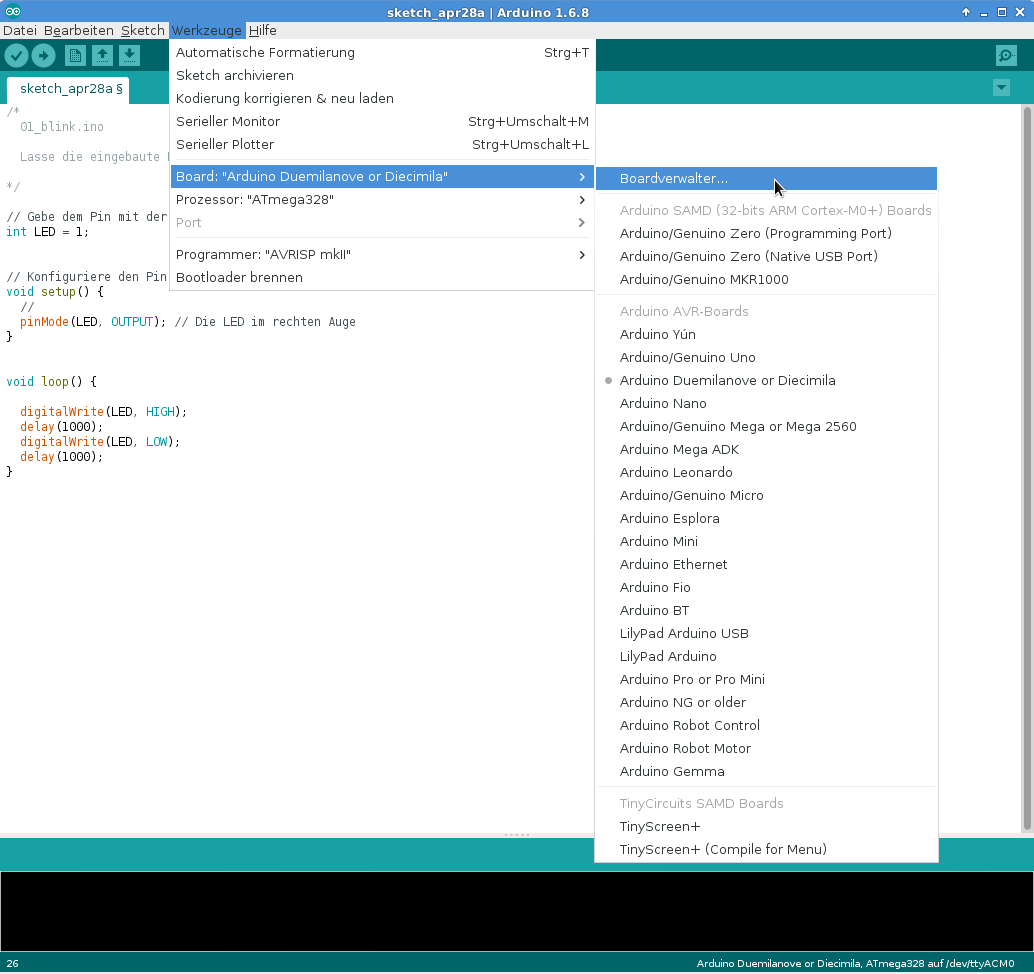 sketch_apr28a | Arduino 1.6.8
Datei Bearbeiten Sketch Werkzeuge Hilfe
Automatische Formatierung Strg+T
Sketch archivieren
Kodierung korrigieren & neu laden
Serieller Monitor Strg+Umschalt+M
Serieller Plotter Strg+Umschalt+L
Board: "Arduino Duemilanove or Diecimila"
Prozessor: "ATmega328"
Port
Programmer: "AVRISP mkII"
Bootloader brennen
Boardverwalter...
Arduino SAMD (32-bits ARM Cortex-M0+) Boards
Arduino/Genuino Zero (Programming Port)
Arduino/Genuino Zero (Native USB Port)
Arduino/Genuino MKR1000
Arduino AVR-Boards
Arduino Yún
Arduino/Genuino Uno
Arduino Duemilanove or Diecimila
Arduino Nano
Arduino/Genuino Mega or Mega 2560
Arduino Mega ADK
Arduino Leonardo
Arduino/Genuino Micro
Arduino Esplora
Arduino Mini
Arduino Ethernet
Arduino Fio
Arduino BT
LilyPad Arduino USB
LilyPad Arduino
Arduino Pro or Pro Mini
Arduino NG or older
Arduino Robot Control
Arduino Robot Motor
Arduino Gemma
TinyCircuits SAMD Boards
TinyScreen+
TinyScreen+ (Compile for Menu)
sketch_apr28a §
/*
01_blink.ino
Lasse die eingebaute
*/
// Gebe dem Pin mit der
int LED = 1;
// Konfiguriere den Pin
void setup() {
//
pinMode(LED, OUTPUT); // Die LED im rechten Auge
}
void loop() {
digitalWrite(LED, HIGH);
delay(1000);
digitalWrite(LED, LOW);
delay(1000);
}
26 Arduino Duemilanove or Diecimila, ATmega328 auf /dev/ttyACM0